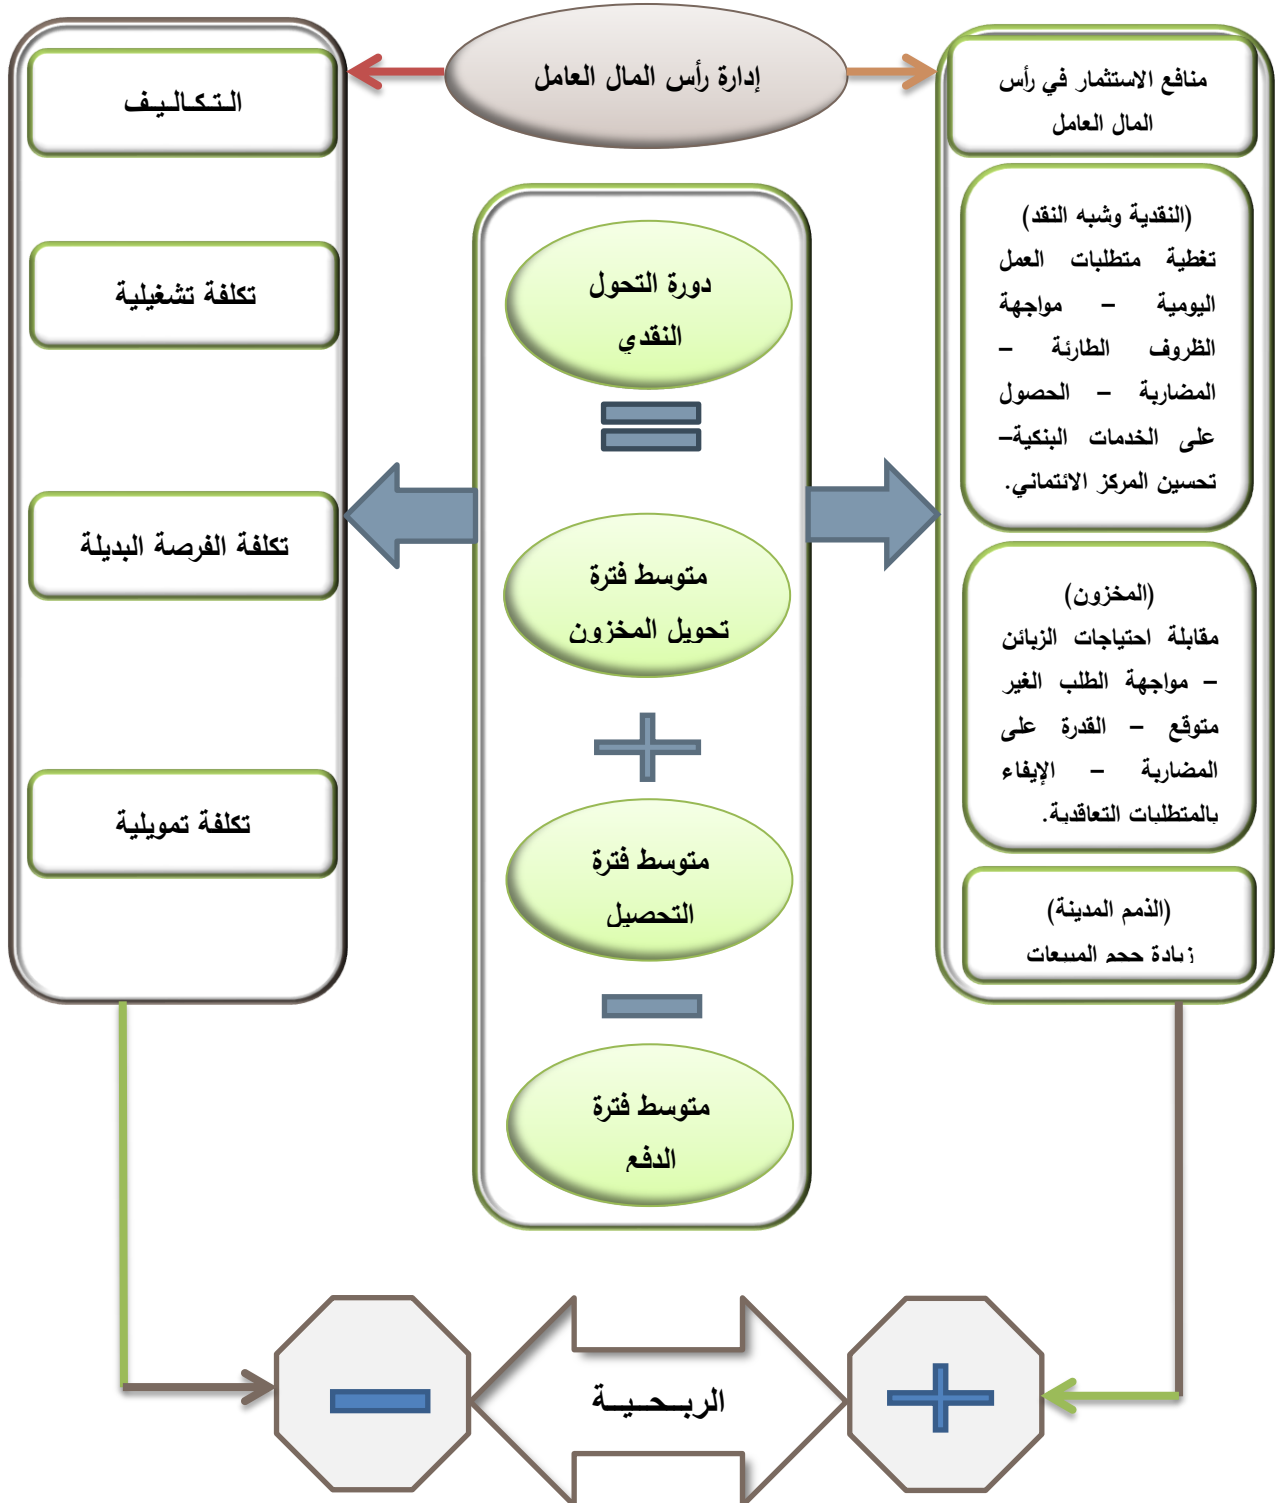 إدارة رأس المال العامل
منافع الاستثمار في رأس
المال العامل
(النقدية وشبه النقد)
تغطية متطلبات العمل
اليومية – مواجهة
الظروف الطارئة –
المضاربة – الحصول
على الخدمات البنكية–
تحسين المركز الائتماني.
(المخزون)
مقابلة احتياجات الزبائن
– مواجهة الطلب الغير
متوقع – القدرة على
المضاربة – الإيفاء
بالمتطلبات التعاقدية.
(الذمم المدينة)
زيادة حجم المبيعات
دورة التحول
النقدي
=
متوسط فترة
تحويل المخزون
+
متوسط فترة
التحصيل
–
متوسط فترة
الدفع
التكاليف
تكلفة تشغيلية
تكلفة الفرصة البديلة
تكلفة تمويلية
+
الربحية
–